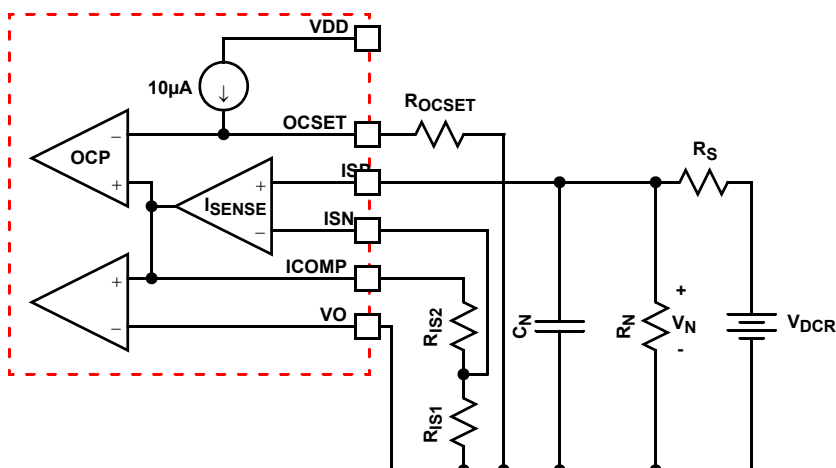 VDD
10µA
↓
OCSET
ROCSET
−
OCP
+
ISP
RS
+
ISENSE
−
ISN
ICOMP
+
VO
−
RIS2
CN
RN
+
VN
-
VDCR
RIS1